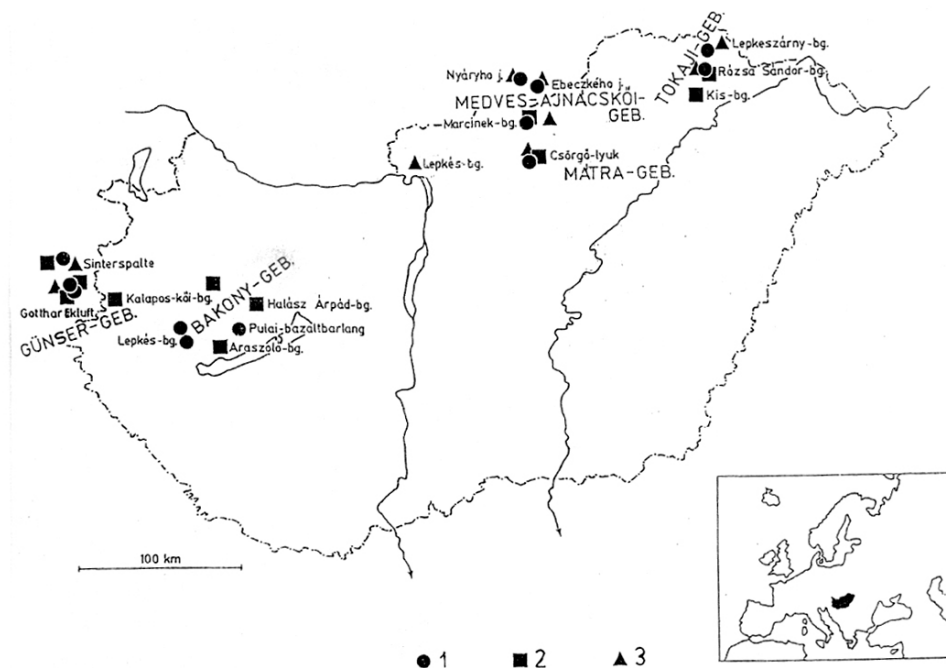 Lepkeszárny-bg.
TOKAJI-GEB.
Rózsa Sándor-bg.
Kis-bg.
Nyáryho j.
Ebeczkého j.
MEDVES-AJNÁCSKŐI-
GEB.
Marcinek-bg.
Lepkés-bg.
Csörgő-lyuk
MÁTRA-GEB.
Sinterspalte
Kalapos-kői-bg.
BAKONY-GEB.
Halász Árpád-bg.
GÜNSER-GEB.
Pulai-bazaltbarlang
Lepkés-bg.
Araszoló-bg.
100 km
1
2
3